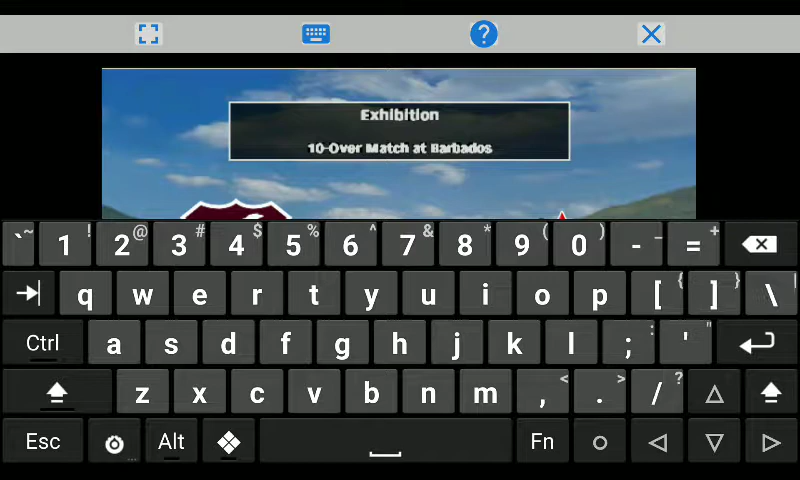 ?
Exhibition
10-Over Match at Barbados
` ~ 1 ! 2 @ 3 # 4 $ 5 % 6 ^ 7 & 8 * 9 ( 0 ) - _ = +
q w e r t y u i o p [ { ] } \ |
Ctrl a s d f g h j k l ; : ' "
z x c v b n m , < . > / ?
Esc ... Alt Fn